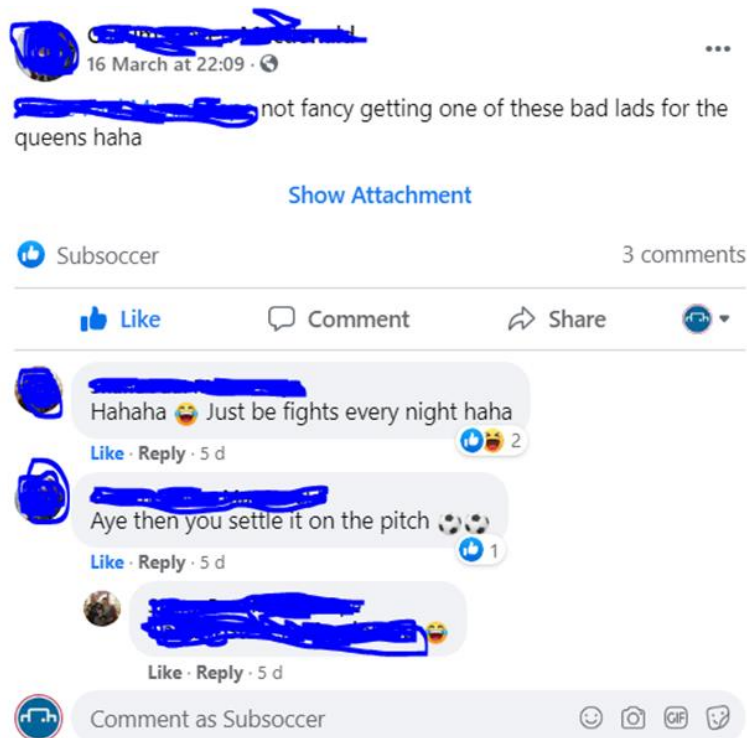 16 March at 22:09 ·
not fancy getting one of these bad lads for the
queens haha
Show Attachment
Subsoccer
3 comments
Like
Comment
Share
Hahaha 😂 Just be fights every night haha
2
Like · Reply · 5 d
Aye then you settle it on the pitch ⚽⚽
1
Like · Reply · 5 d
😂
Like · Reply · 5 d
Comment as Subsoccer
GIF